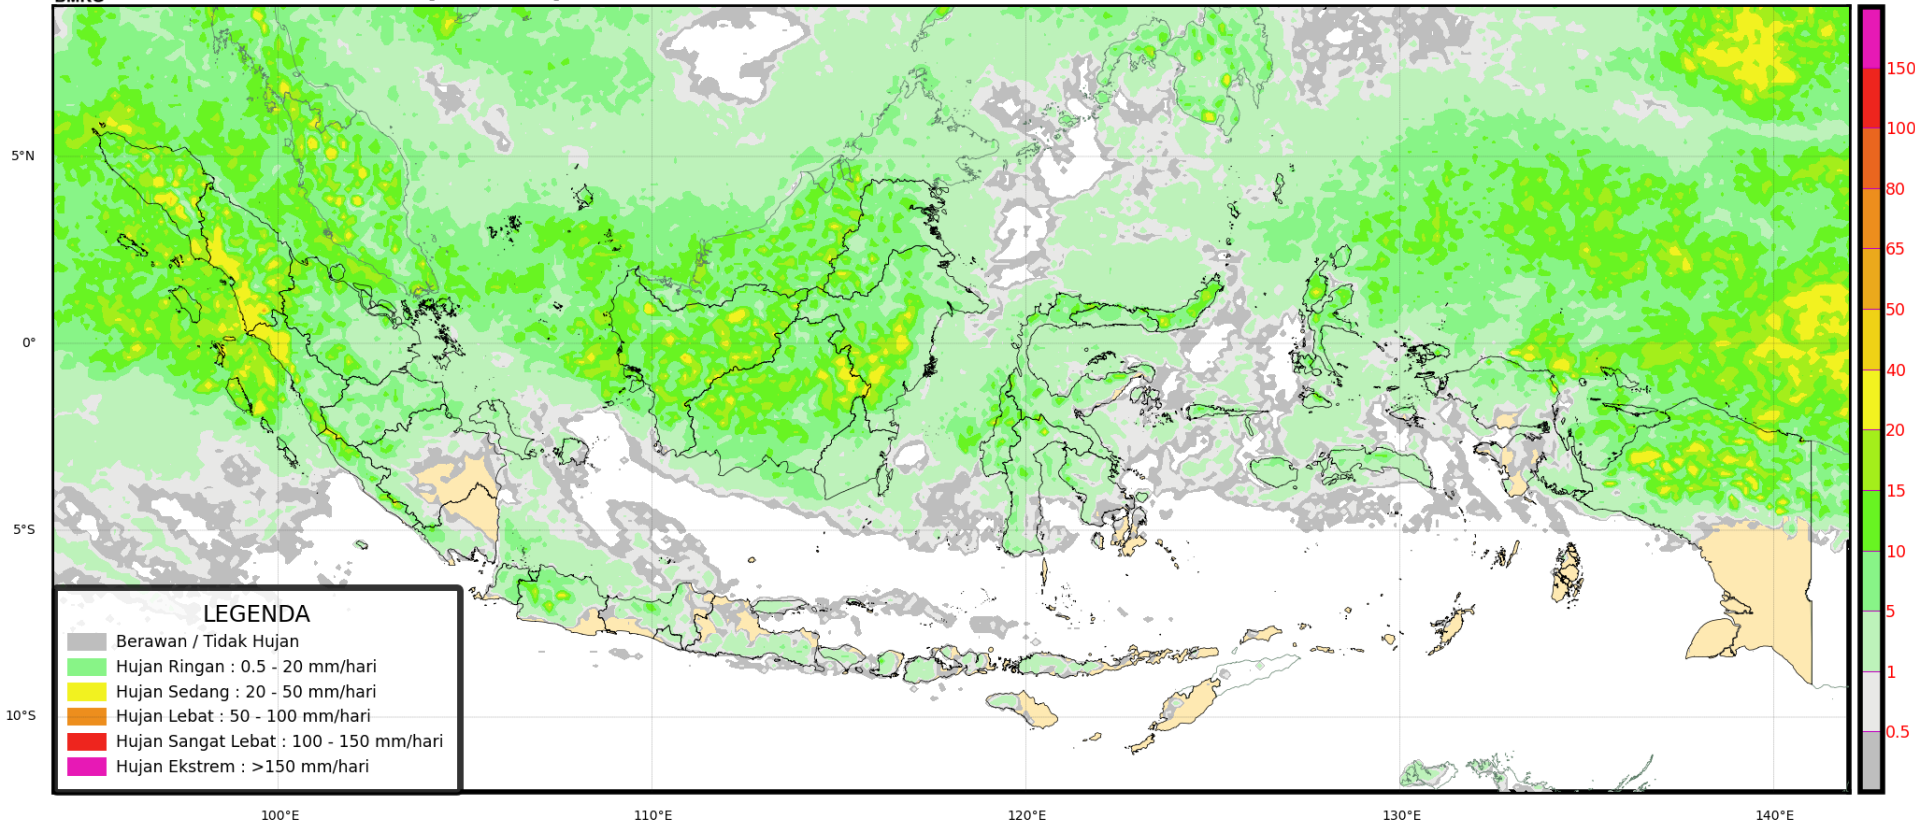 5°N
0°
5°S
10°S
100°E
110°E
120°E
130°E
140°E
LEGENDA
Berawan / Tidak Hujan
Hujan Ringan : 0.5 - 20 mm/hari
Hujan Sedang : 20 - 50 mm/hari
Hujan Lebat : 50 - 100 mm/hari
Hujan Sangat Lebat : 100 - 150 mm/hari
Hujan Ekstrem : >150 mm/hari
150
100
80
65
50
40
20
15
10
5
1
0.5